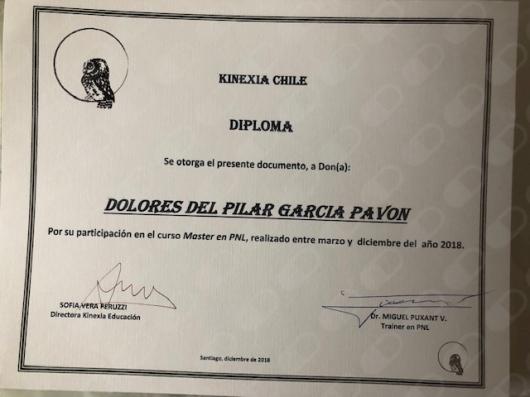 KINEXIA CHILE
DIPLOMA
Se otorga el presente documento, a Don(a):
DOLORES DEL PILAR GARCIA PAVON
Por su participación en el curso Master en PNL, realizado entre marzo y diciembre del año 2018.
SOFIA VERA PERUZZI
Directora Kinexia Educación
Dr. MIGUEL PUXANT V.
Trainer en PNL
Santiago, diciembre de 2018